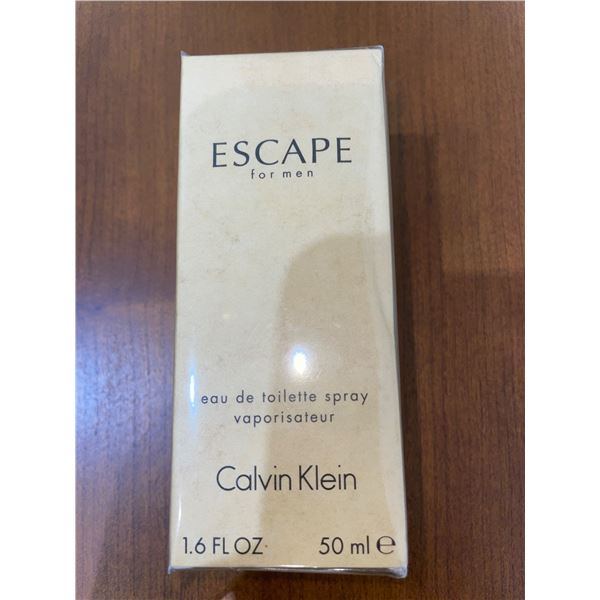 ESCAPE
for men
eau de toilette spray
vaporisateur
Calvin Klein
1.6 FL OZ 50 ml ℮